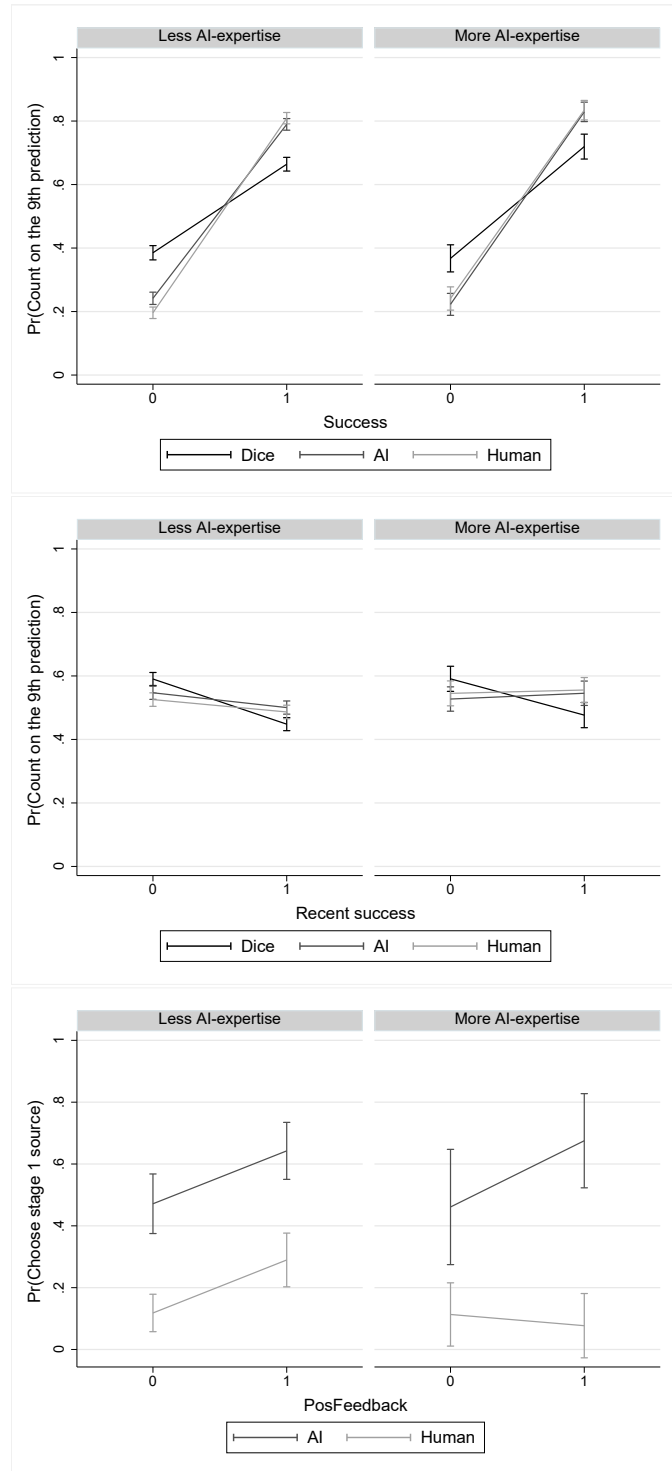 Less AI-expertise More AI-expertise
Pr(Count on the 9th prediction)
1
.8
.6
.4
.2
0
0 1 0 1
Success
Dice AI Human
Less AI-expertise More AI-expertise
Pr(Count on the 9th prediction)
1
.8
.6
.4
.2
0
0 1 0 1
Recent success
Dice AI Human
Less AI-expertise More AI-expertise
Pr(Choose stage 1 source)
1
.8
.6
.4
.2
0
0 1 0 1
PosFeedback
AI Human